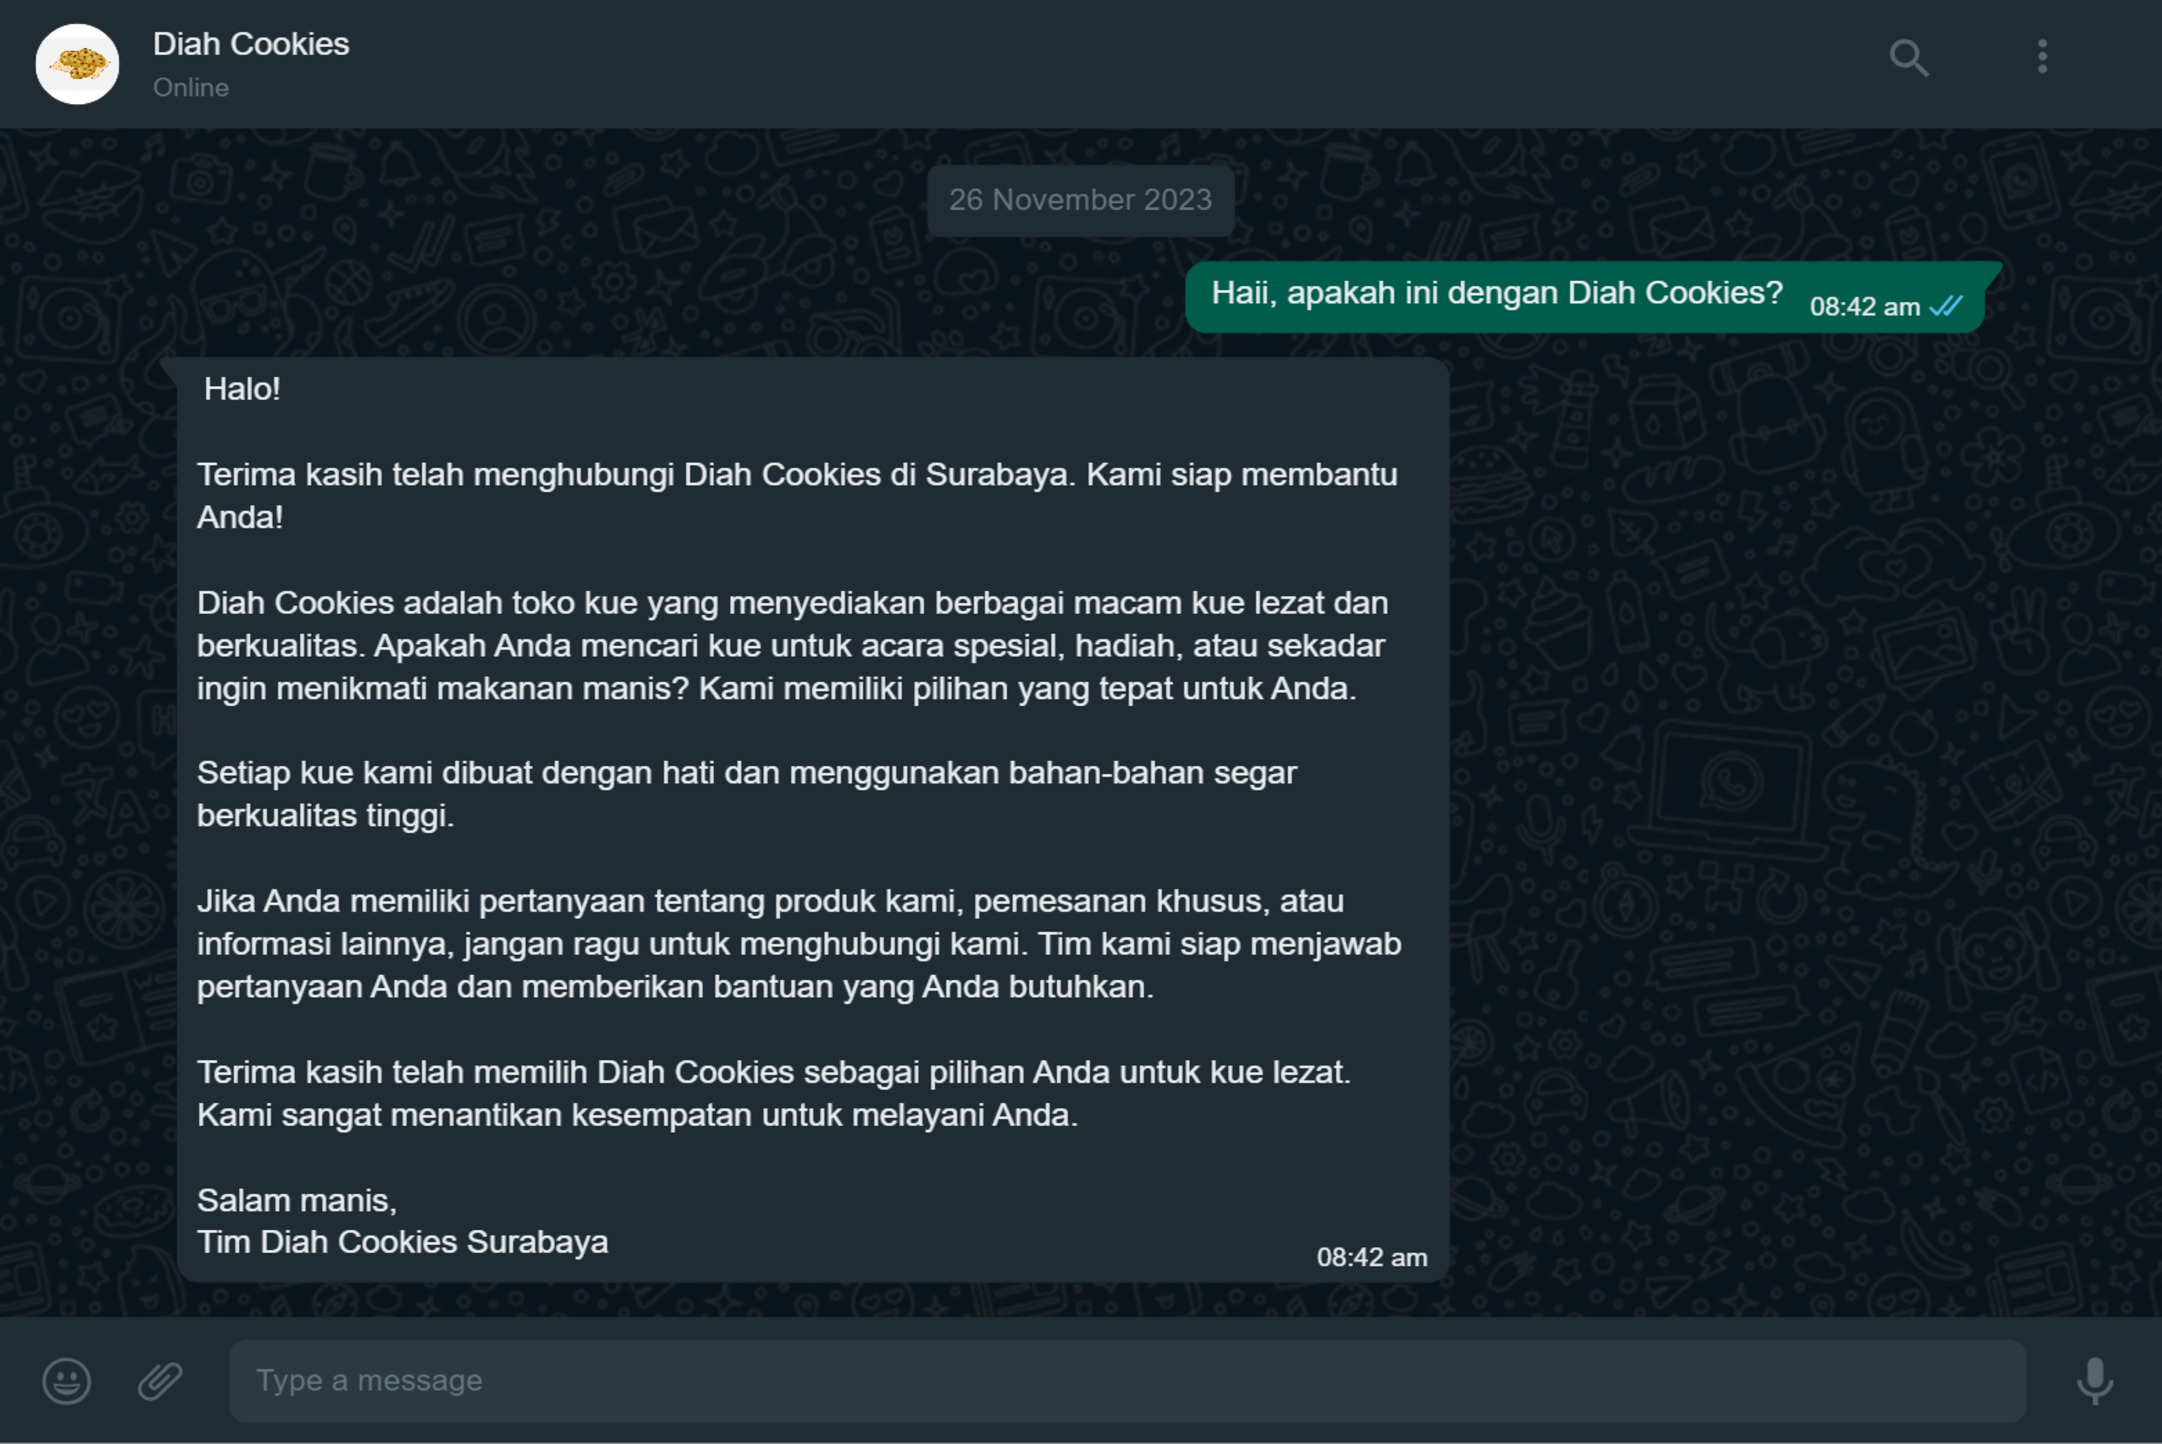 Diah Cookies
Online
26 November 2023
Haii, apakah ini dengan Diah Cookies?
08:42 am
Halo!
Terima kasih telah menghubungi Diah Cookies di Surabaya. Kami siap membantu
Anda!
Diah Cookies adalah toko kue yang menyediakan berbagai macam kue lezat dan
berkualitas. Apakah Anda mencari kue untuk acara spesial, hadiah, atau sekadar
ingin menikmati makanan manis? Kami memiliki pilihan yang tepat untuk Anda.
Setiap kue kami dibuat dengan hati dan menggunakan bahan-bahan segar
berkualitas tinggi.
Jika Anda memiliki pertanyaan tentang produk kami, pemesanan khusus, atau
informasi lainnya, jangan ragu untuk menghubungi kami. Tim kami siap menjawab
pertanyaan Anda dan memberikan bantuan yang Anda butuhkan.
Terima kasih telah memilih Diah Cookies sebagai pilihan Anda untuk kue lezat.
Kami sangat menantikan kesempatan untuk melayani Anda.
Salam manis,
Tim Diah Cookies Surabaya
08:42 am
Type a message